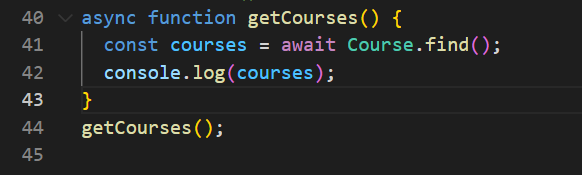 40 async function getCourses() {
41   const courses = await Course.find();
42   console.log(courses);
43 }
44 getCourses();
45